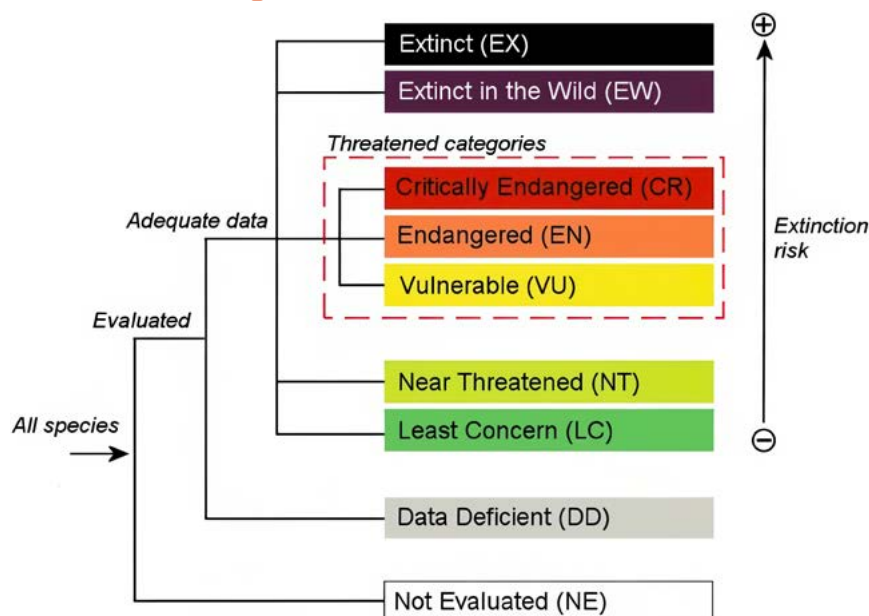 Extinct (EX)
Extinct in the Wild (EW)
Threatened categories
Critically Endangered (CR)
Adequate data
Endangered (EN)
Extinction
risk
Vulnerable (VU)
Evaluated
Near Threatened (NT)
All species
Least Concern (LC)
Data Deficient (DD)
Not Evaluated (NE)